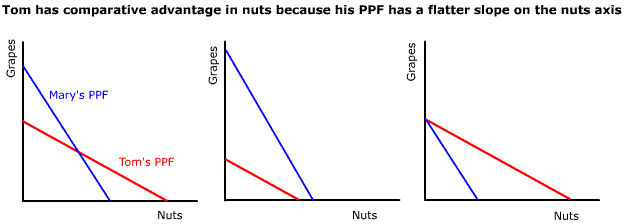 Tom has comparative advantage in nuts because his PPF has a flatter slope on the nuts axis
Grapes
Mary's PPF
Tom's PPF
Nuts
Grapes
Nuts
Grapes
Nuts